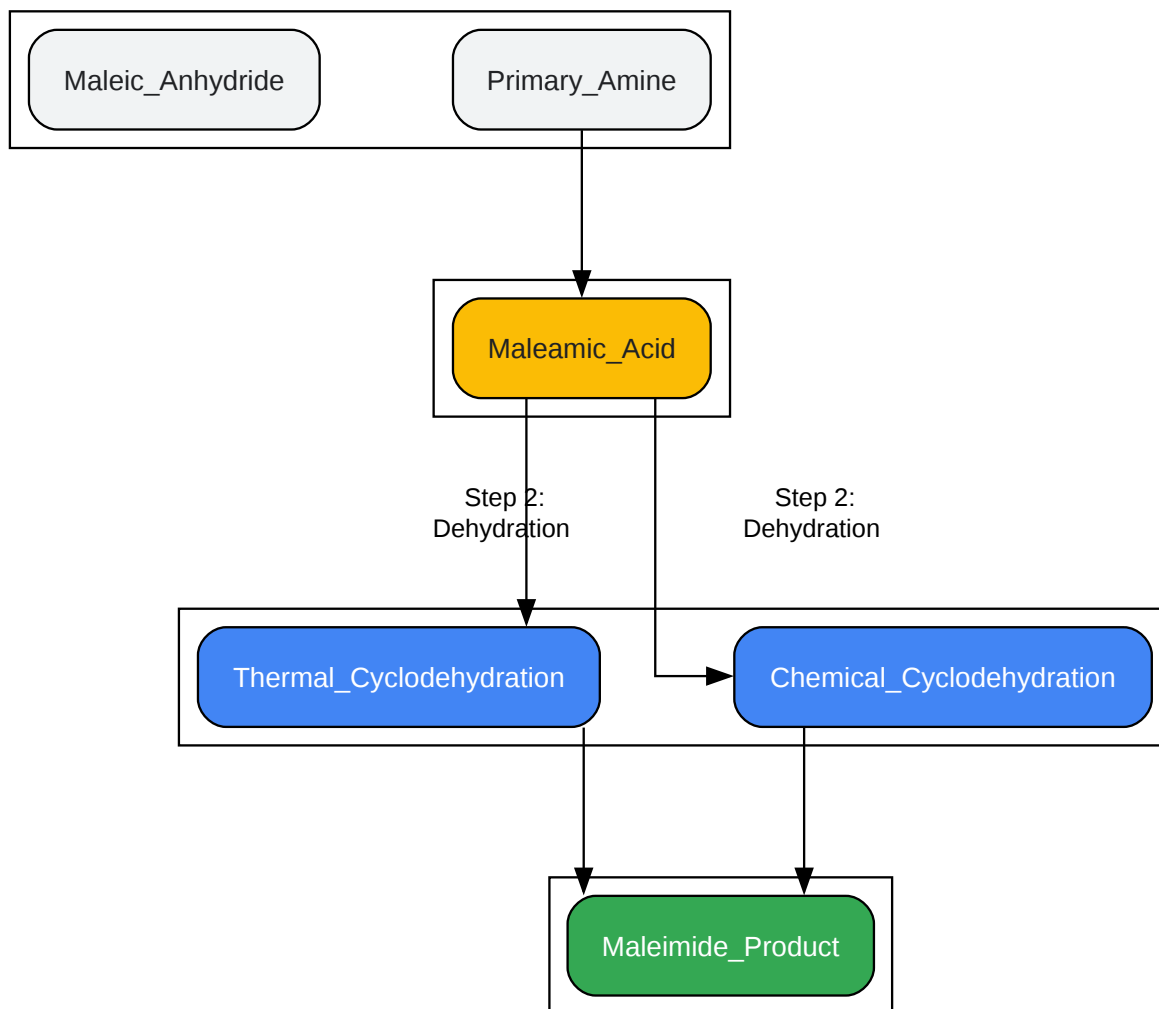 Maleic_Anhydride
Primary_Amine
Maleamic_Acid
Step 2:
Dehydration
Step 2:
Dehydration
Thermal_Cyclodehydration
Chemical_Cyclodehydration
Maleimide_Product